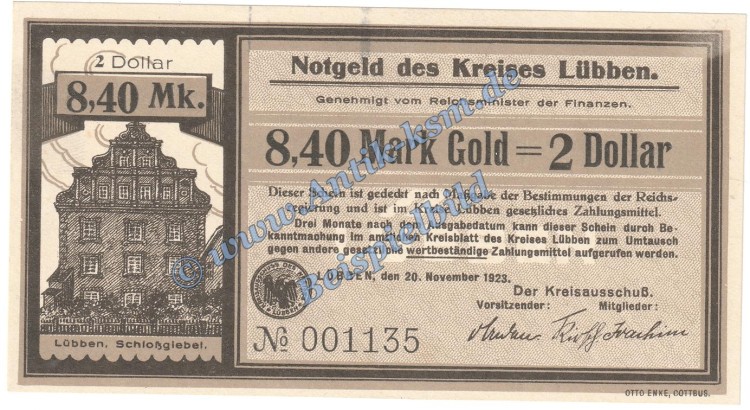 2 Dollar
8,40 Mk.
Lübben, Schloßgiebel.
Notgeld des Kreises Lübben.
Genehmigt vom Reichsminister der Finanzen.
8,40 Mark Gold = 2 Dollar
Dieser Schein ist gedeckt nach Maßgabe der Bestimmungen der Reichs-
regierung und ist im Kreise Lübben gesetzliches Zahlungsmittel.
Drei Monate nach dem Ausgabedatum kann dieser Schein durch Be-
kanntmachung im amtlichen Kreisblatt des Kreises Lübben zum Umtausch
gegen andere gesetzliche wertbeständige Zahlungsmittel aufgerufen werden.
LÜBBEN, den 20. November 1923.
Der Kreisausschuß.
Vorsitzender: Mitglieder:
LÜBBEN
№ 001135
OTTO ENKE, COTTBUS.
© www.Antik-ksm.de
Beispielbild